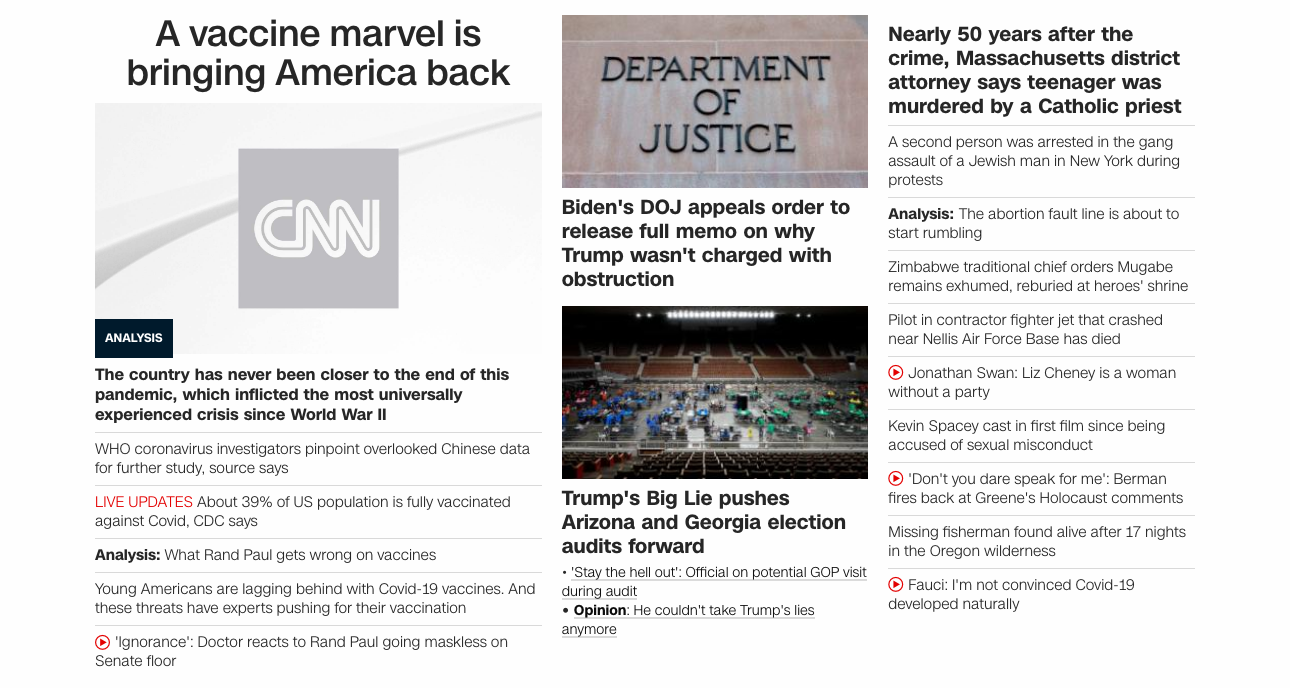 A vaccine marvel is
bringing America back
CNN
ANALYSIS
The country has never been closer to the end of this
pandemic, which inflicted the most universally
experienced crisis since World War II
WHO coronavirus investigators pinpoint overlooked Chinese data
for further study, source says
LIVE UPDATES About 39% of US population is fully vaccinated
against Covid, CDC says
Analysis: What Rand Paul gets wrong on vaccines
Young Americans are lagging behind with Covid-19 vaccines. And
these threats have experts pushing for their vaccination
'Ignorance': Doctor reacts to Rand Paul going maskless on
Senate floor
DEPARTMENT
OF
JUSTICE
Biden's DOJ appeals order to
release full memo on why
Trump wasn't charged with
obstruction
Trump's Big Lie pushes
Arizona and Georgia election
audits forward
• 'Stay the hell out': Official on potential GOP visit
during audit
• Opinion: He couldn't take Trump's lies
anymore
Nearly 50 years after the
crime, Massachusetts district
attorney says teenager was
murdered by a Catholic priest
A second person was arrested in the gang
assault of a Jewish man in New York during
protests
Analysis: The abortion fault line is about to
start rumbling
Zimbabwe traditional chief orders Mugabe
remains exhumed, reburied at heroes' shrine
Pilot in contractor fighter jet that crashed
near Nellis Air Force Base has died
Jonathan Swan: Liz Cheney is a woman
without a party
Kevin Spacey cast in first film since being
accused of sexual misconduct
'Don't you dare speak for me': Berman
fires back at Greene's Holocaust comments
Missing fisherman found alive after 17 nights
in the Oregon wilderness
Fauci: I'm not convinced Covid-19
developed naturally